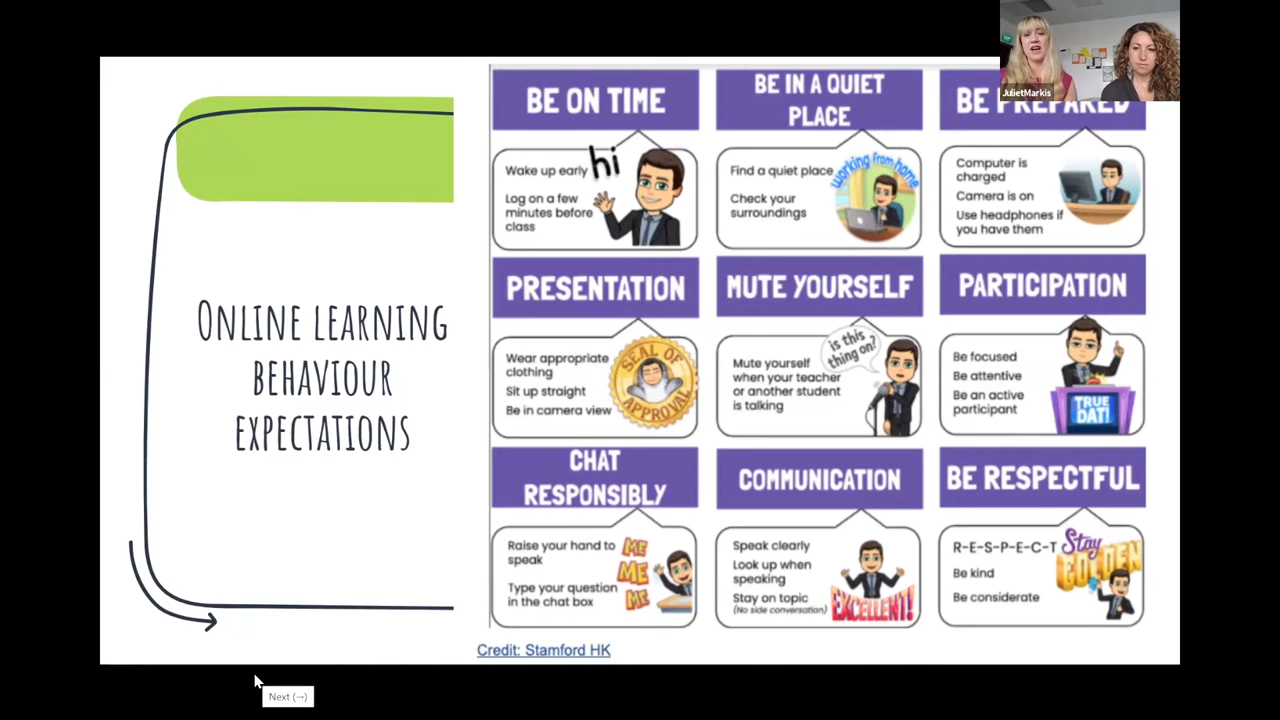 JulietMarkis
ONLINE LEARNING
BEHAVIOUR
EXPECTATIONS
BE ON TIME
Wake up early
Log on a few
minutes before
class
hi
BE IN A QUIET
PLACE
Find a quiet place
Check your
surroundings
working from home
BE PREPARED
Computer is
charged
Camera is on
Use headphones if
you have them
PRESENTATION
Wear appropriate
clothing
Sit up straight
Be in camera view
SEAL OF
APPROVAL
MUTE YOURSELF
Mute yourself
when your teacher
or another student
is talking
is this
thing on?
PARTICIPATION
Be focused
Be attentive
Be an active
participant
TRUE
DAT!
CHAT
RESPONSIBLY
Raise your hand to
speak
Type your question
in the chat box
ME
ME
ME
COMMUNICATION
Speak clearly
Look up when
speaking
Stay on topic
(No side conversation)
EXCELLENT!
BE RESPECTFUL
R-E-S-P-E-C-T
Be kind
Be considerate
Stay
GOLDEN
Credit: Stamford HK
Next (→)